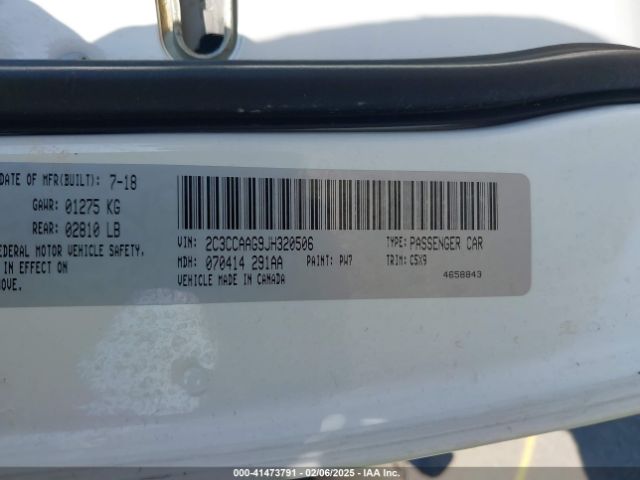 DATE OF MFR(BUILT): 7-18
GAWR: 01275 KG
REAR: 02810 LB
FEDERAL MOTOR VEHICLE SAFETY,
IN EFFECT ON
VIN: 2C3CCAAG9JH320506
TYPE: PASSENGER CAR
MDH: 070414 291AA
PAINT: PW7
TRIM: C5X9
VEHICLE MADE IN CANADA
4658843
000-41473791 - 02/06/2025 - IAA Inc.